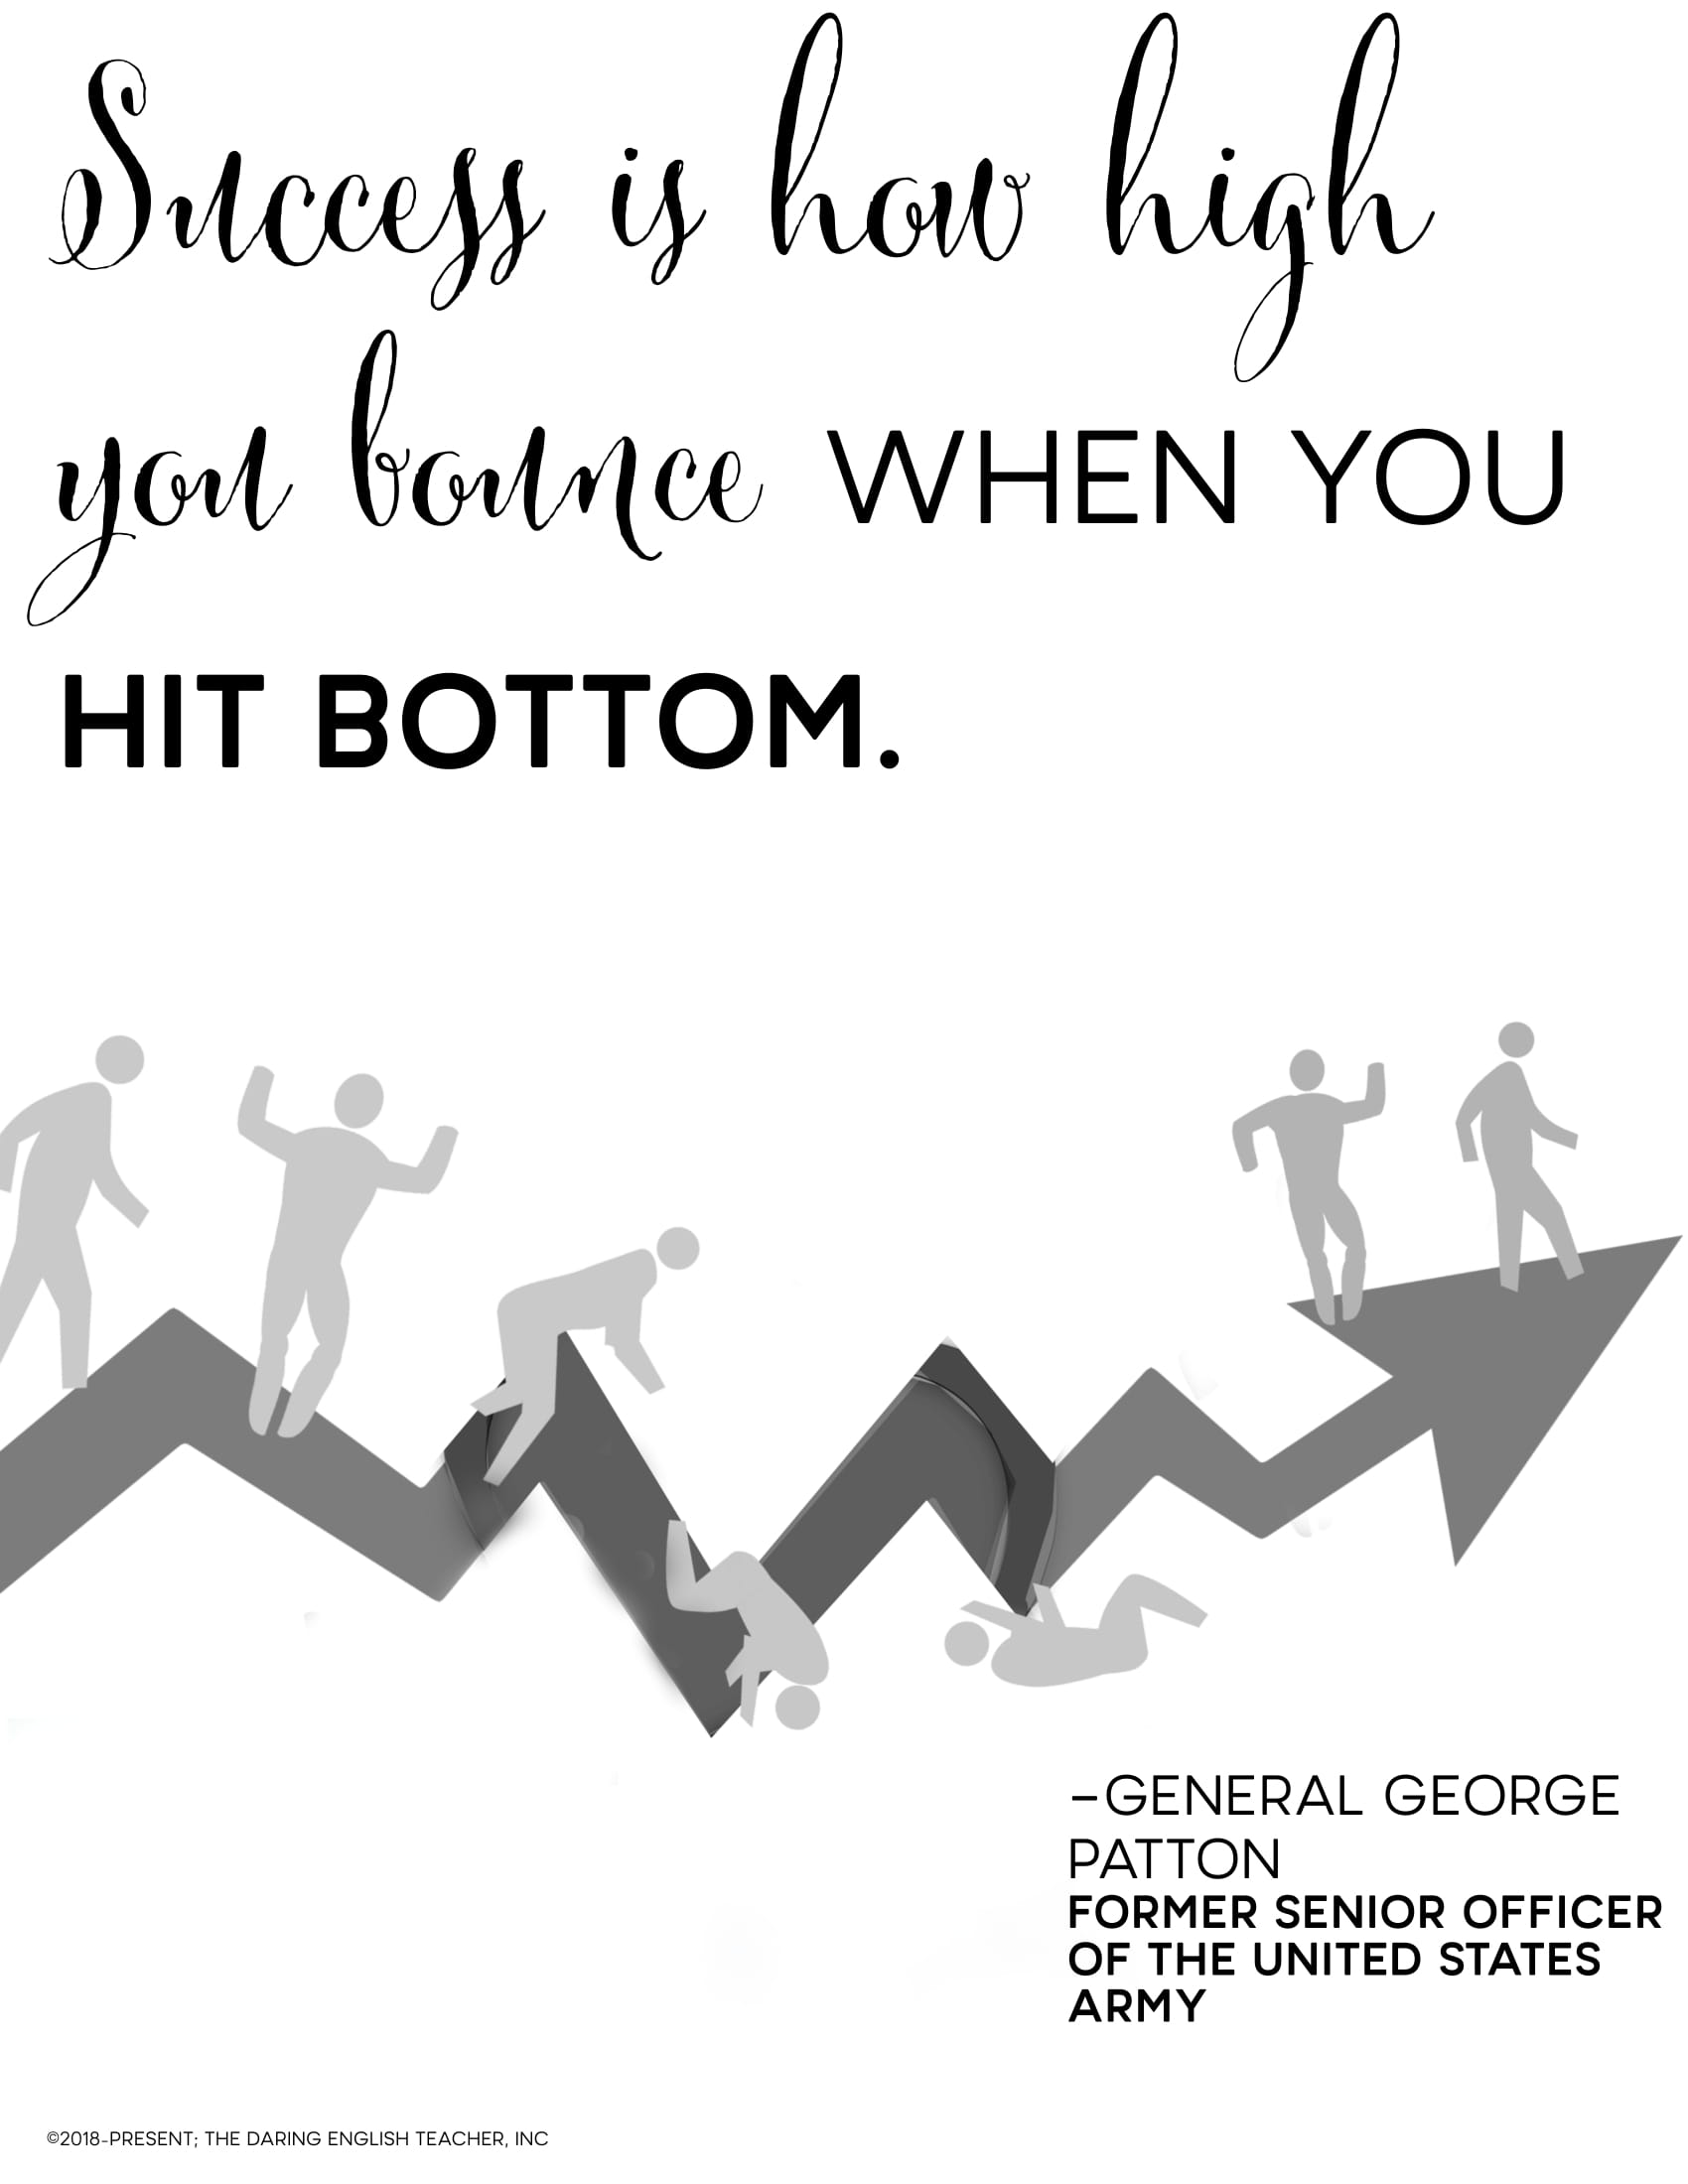 Success is how high
you bounce WHEN YOU
HIT BOTTOM.
–GENERAL GEORGE
PATTON
FORMER SENIOR OFFICER
OF THE UNITED STATES
ARMY
©2018-PRESENT; THE DARING ENGLISH TEACHER, INC